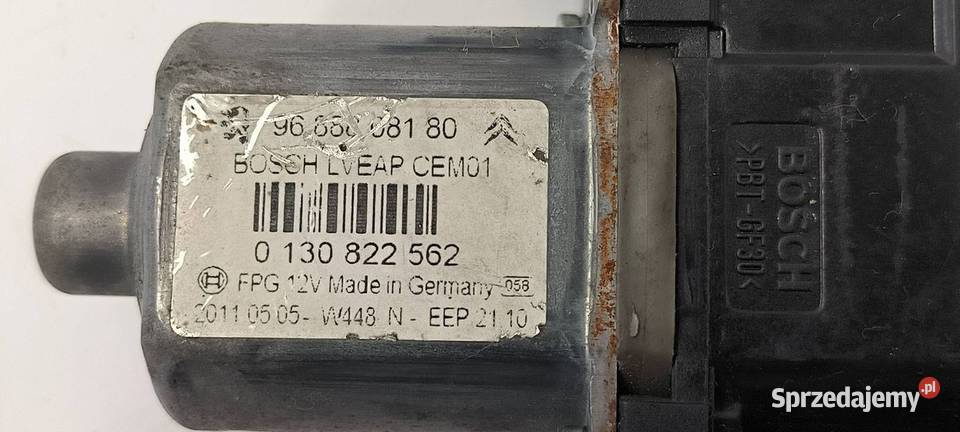 96 888 081 80
BOSCH LVEAP CEM01
0 130 822 562
FPG 12V Made in Germany 058
2011 05 05- W448 N - EEP 21.10
BOSCH
>PBT-GF30<
Sprzedajemy.pl